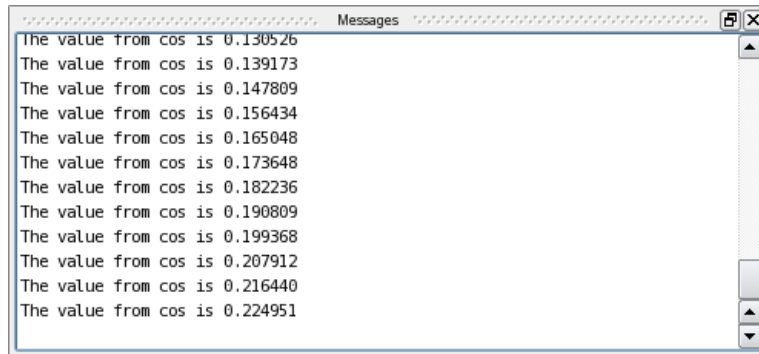 Messages
The value from cos is 0.130526
The value from cos is 0.139173
The value from cos is 0.147809
The value from cos is 0.156434
The value from cos is 0.165048
The value from cos is 0.173648
The value from cos is 0.182236
The value from cos is 0.190809
The value from cos is 0.199368
The value from cos is 0.207912
The value from cos is 0.216440
The value from cos is 0.224951